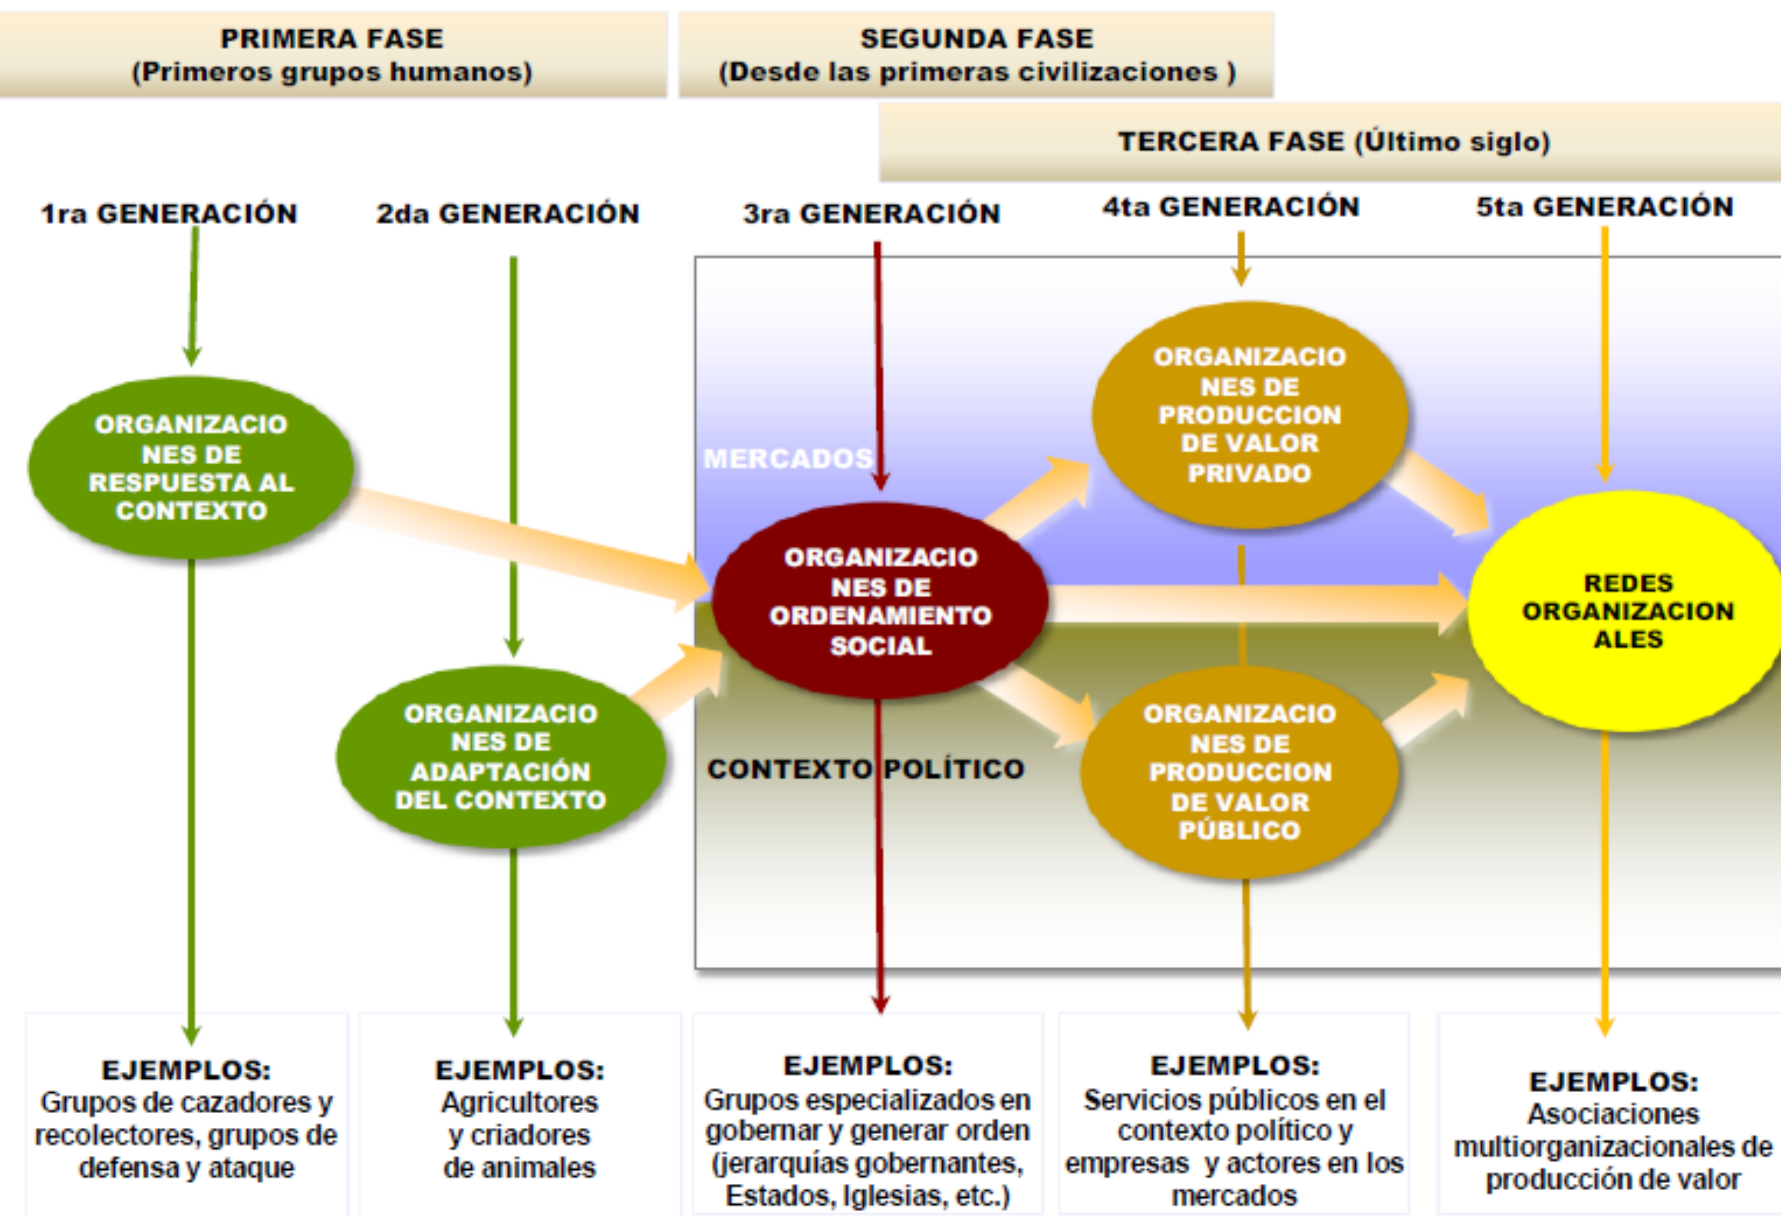 PRIMERA FASE
(Primeros grupos humanos)
SEGUNDA FASE
(Desde las primeras civilizaciones )
TERCERA FASE (Último siglo)
1ra GENERACIÓN
2da GENERACIÓN
3ra GENERACIÓN
4ta GENERACIÓN
5ta GENERACIÓN
ORGANIZACIO
NES DE
RESPUESTA AL
CONTEXTO
ORGANIZACIO
NES DE
ADAPTACIÓN
DEL CONTEXTO
MERCADOS
ORGANIZACIO
NES DE
ORDENAMIENTO
SOCIAL
CONTEXTO POLÍTICO
ORGANIZACIO
NES DE
PRODUCCION
DE VALOR
PRIVADO
ORGANIZACIO
NES DE
PRODUCCION
DE VALOR
PÚBLICO
REDES
ORGANIZACION
ALES
EJEMPLOS:
Grupos de cazadores y
recolectores, grupos de
defensa y ataque
EJEMPLOS:
Agricultores
y criadores
de animales
EJEMPLOS:
Grupos especializados en
gobernar y generar orden
(jerarquías gobernantes,
Estados, Iglesias, etc.)
EJEMPLOS:
Servicios públicos en el
contexto político y
empresas y actores en los
mercados
EJEMPLOS:
Asociaciones
multiorganizacionales de
producción de valor